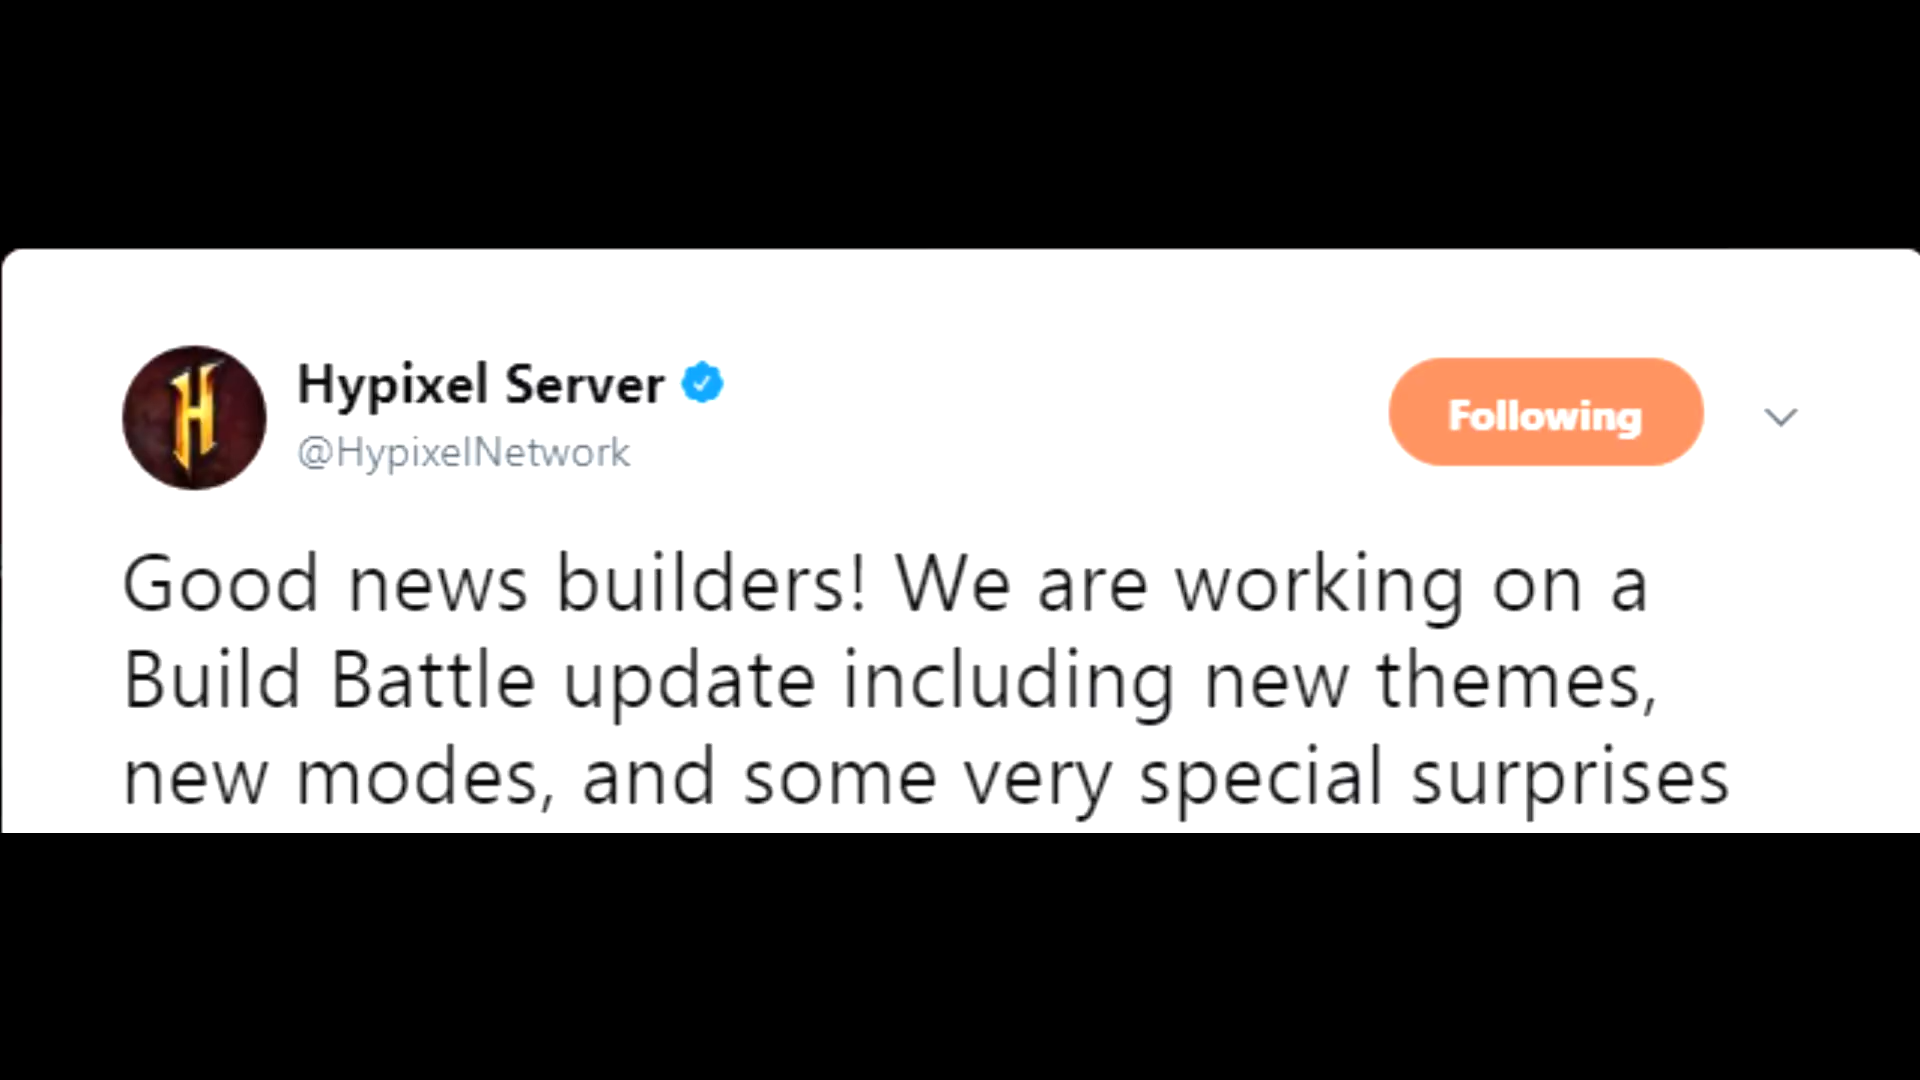 Hypixel Server
@HypixelNetwork
Following
Good news builders! We are working on a
Build Battle update including new themes,
new modes, and some very special surprises